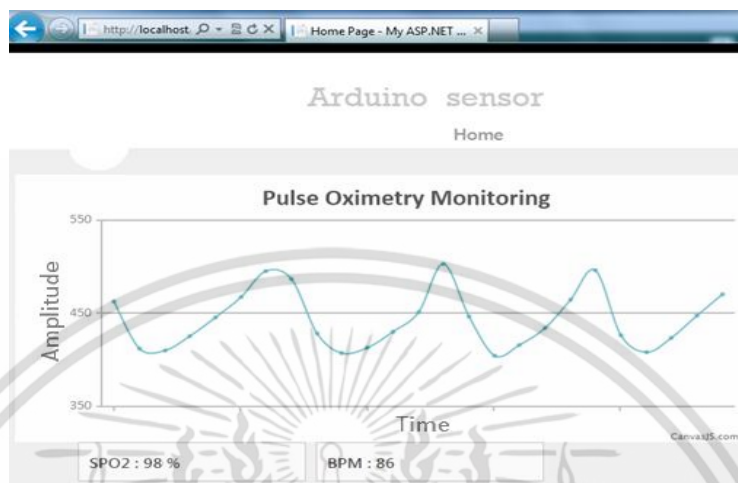 http://localhost
Home Page - My ASP.NET ...
Arduino sensor
Home
Pulse Oximetry Monitoring
550
450
350
Amplitude
Time
CanvasJS.com
SPO2 : 98 %
BPM : 86